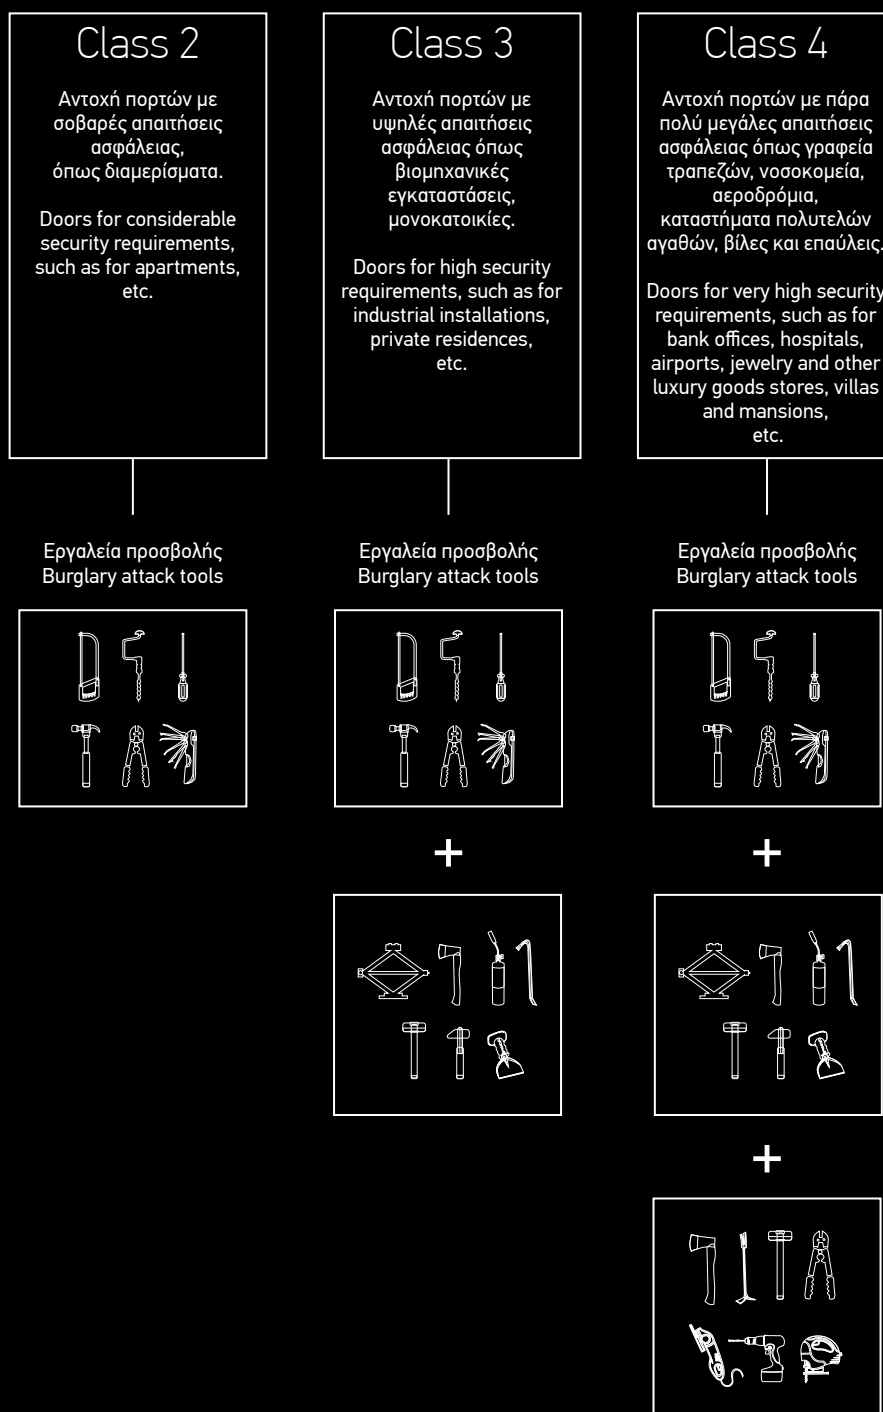 Class 2
Αντοχή πορτών με
σοβαρές απαιτήσεις
ασφάλειας,
όπως διαμερίσματα.
Doors for considerable
security requirements,
such as for apartments,
etc.
Class 3
Αντοχή πορτών με
υψηλές απαιτήσεις
ασφάλειας όπως
βιομηχανικές
εγκαταστάσεις,
μονοκατοικίες.
Doors for high security
requirements, such as for
industrial installations,
private residences,
etc.
Class 4
Αντοχή πορτών με πάρα
πολύ μεγάλες απαιτήσεις
ασφάλειας όπως γραφεία
τραπεζών, νοσοκομεία,
αεροδρόμια,
καταστήματα πολυτελών
αγαθών, βίλες και επαύλεις.
Doors for very high security
requirements, such as for
bank offices, hospitals,
airports, jewelry and other
luxury goods stores, villas
and mansions,
etc.
Εργαλεία προσβολής
Burglary attack tools
Εργαλεία προσβολής
Burglary attack tools
+
Εργαλεία προσβολής
Burglary attack tools
+
+